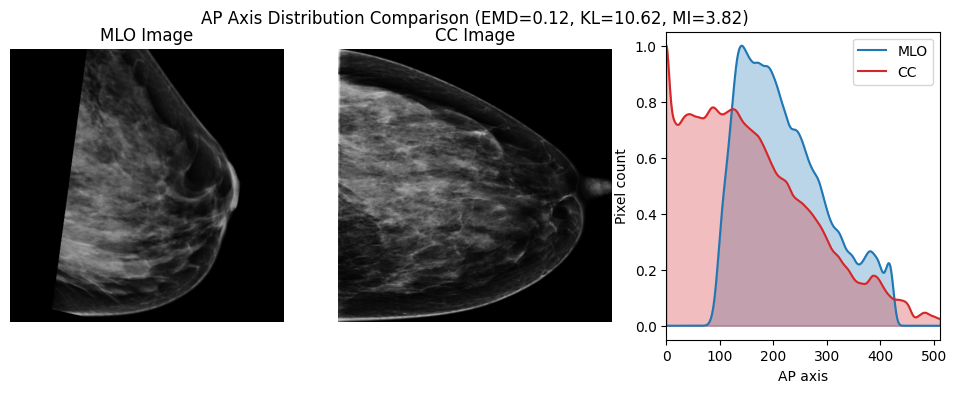 AP Axis Distribution Comparison (EMD=0.12, KL=10.62, MI=3.82)
MLO Image
CC Image
MLO
CC
1.0
0.8
0.6
0.4
0.2
0.0
Pixel count
0 100 200 300 400 500
AP axis